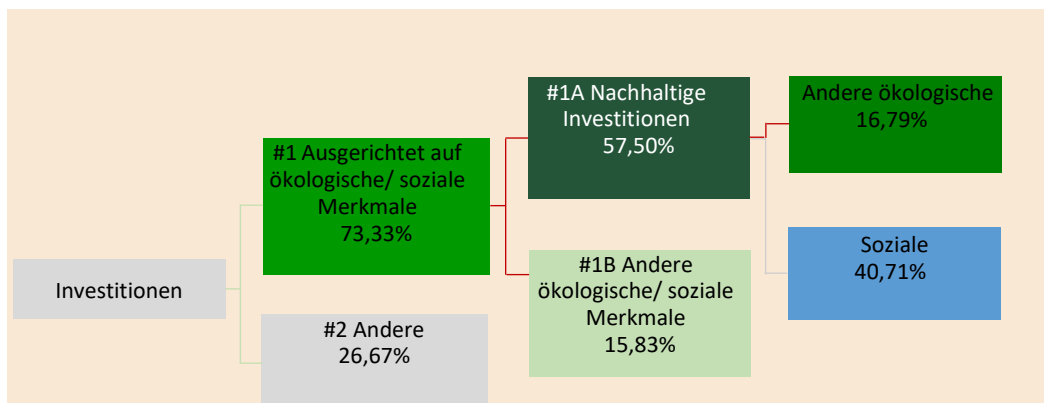 Investitionen
#1 Ausgerichtet auf
ökologische/ soziale
Merkmale
73,33%
#2 Andere
26,67%
#1A Nachhaltige
Investitionen
57,50%
#1B Andere
ökologische/ soziale
Merkmale
15,83%
Andere ökologische
16,79%
Soziale
40,71%